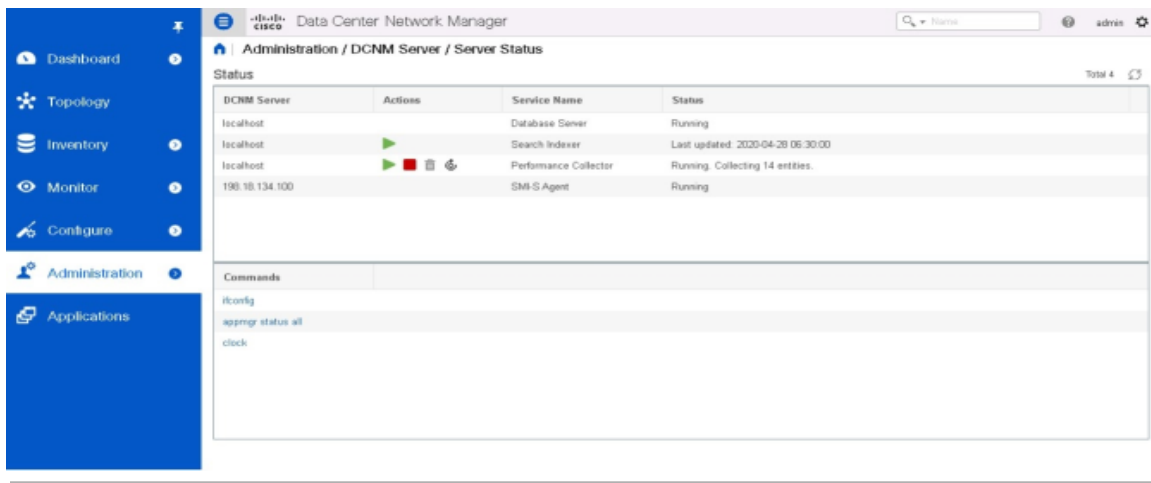 CISCO Data Center Network Manager
Name
admin
Administration / DCNM Server / Server Status
Dashboard
Topology
Inventory
Monitor
Configure
Administration
Applications
Status
Total 4
DCNM Server Actions Service Name Status
localhost Database Server Running
localhost Search Indexer Last updated: 2020-04-28 06:30:00
localhost Performance Collector Running. Collecting 14 entities.
198.18.134.100 SMI-S Agent Running
Commands
ifconfig
appmgr status all
clock